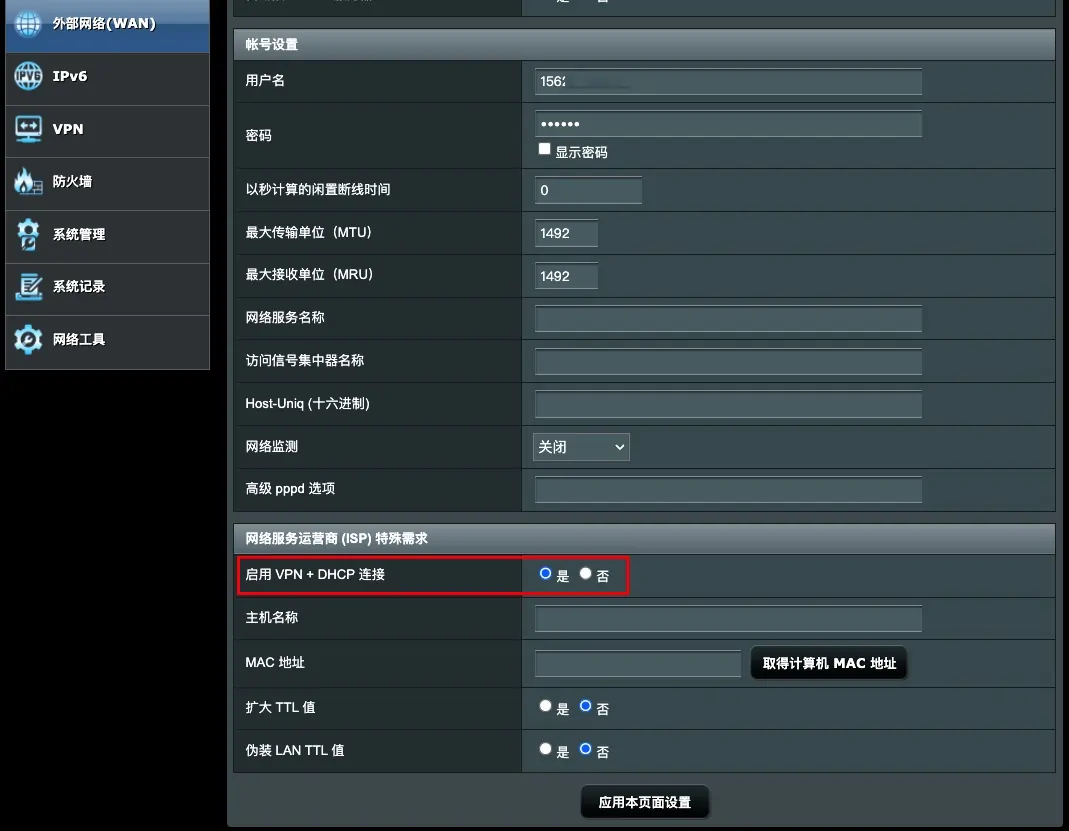 外部网络(WAN)
IPv6
VPN
防火墙
系统管理
系统记录
网络工具
帐号设置
用户名 156
密码 ••••••
显示密码
以秒计算的闲置断线时间 0
最大传输单位（MTU） 1492
最大接收单位（MRU） 1492
网络服务名称
访问信号集中器名称
Host-Uniq (十六进制)
网络监测 关闭
高级 pppd 选项
网络服务运营商 (ISP) 特殊需求
启用 VPN + DHCP 连接 是 否
主机名称
MAC 地址 取得计算机 MAC 地址
扩大 TTL 值 是 否
伪装 LAN TTL 值 是 否
应用本页面设置